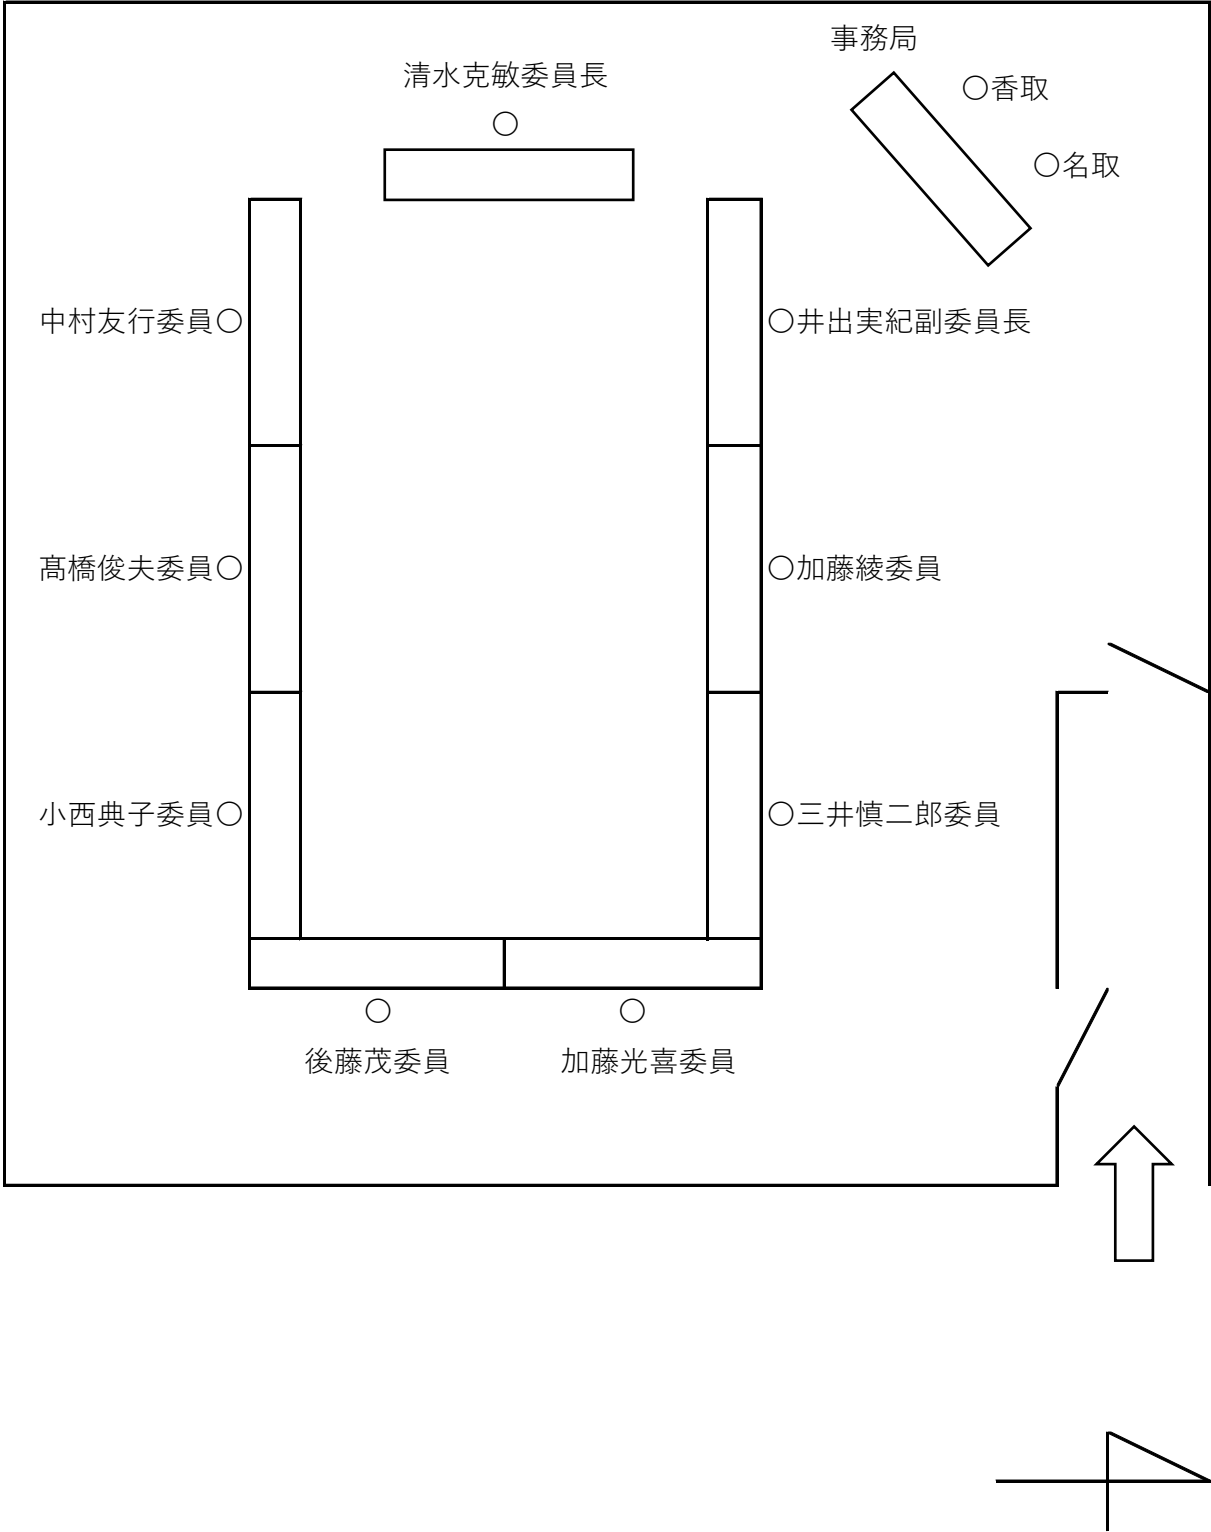 事務局
清水克敏委員長
○
○香取
○名取
中村友行委員○
○井出実紀副委員長
髙橋俊夫委員○
○加藤綾委員
小西典子委員○
○三井慎二郎委員
○
○
後藤茂委員
加藤光喜委員